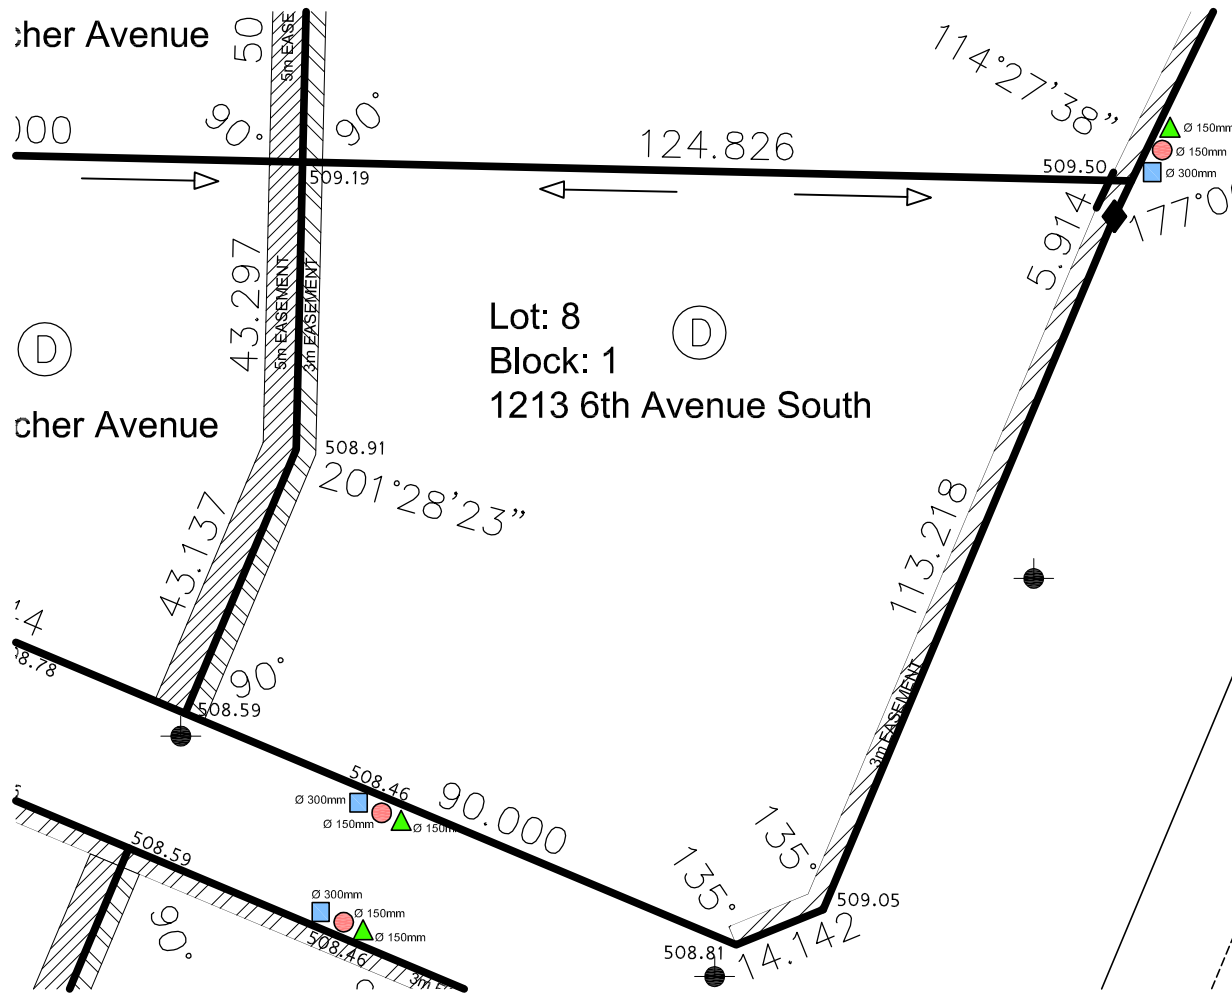 cher Avenue
50
5m EASE
90°
90°
114°27'38"
000
124.826
509.50
509.19
Ø 150mm
Ø 150mm
Ø 300mm
5.914
177°0
43.297
5m EASEMENT
3m EASEMENT
D
Lot: 8
Block: 1
1213 6th Avenue South
D
cher Avenue
508.91
201°28'23"
43.137
113.218
14
8.78
90°
508.59
3m EASEMENT
508.46
Ø 300mm
Ø 150mm
Ø 150mm
90.000
135°
135°
508.59
509.05
508.81
14.142
Ø 300mm
Ø 150mm
Ø 150mm
508.46
90°